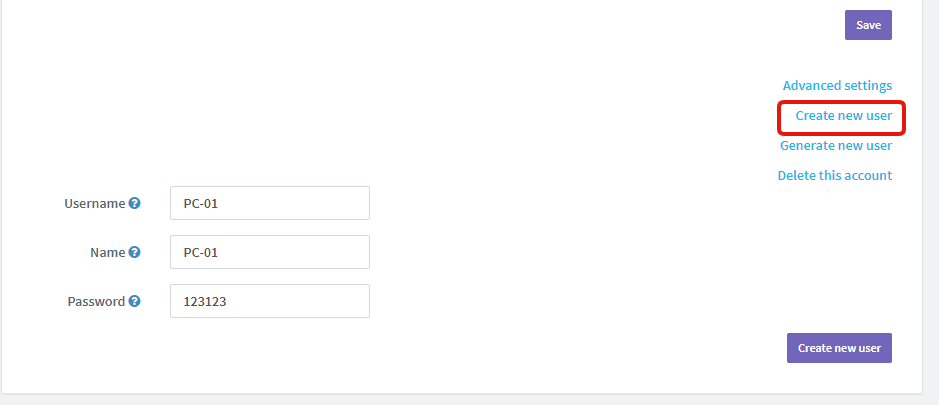 Save
Advanced settings
Create new user
Generate new user
Delete this account
Username
PC-01
Name
PC-01
Password
123123
Create new user